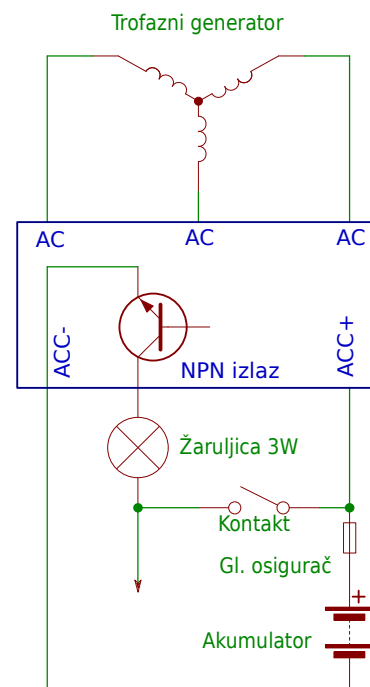 Trofazni generator
AC
AC
AC
ACC-
ACC+
NPN izlaz
Žaruljica 3W
Kontakt
Gl. osigurač
+
Akumulator